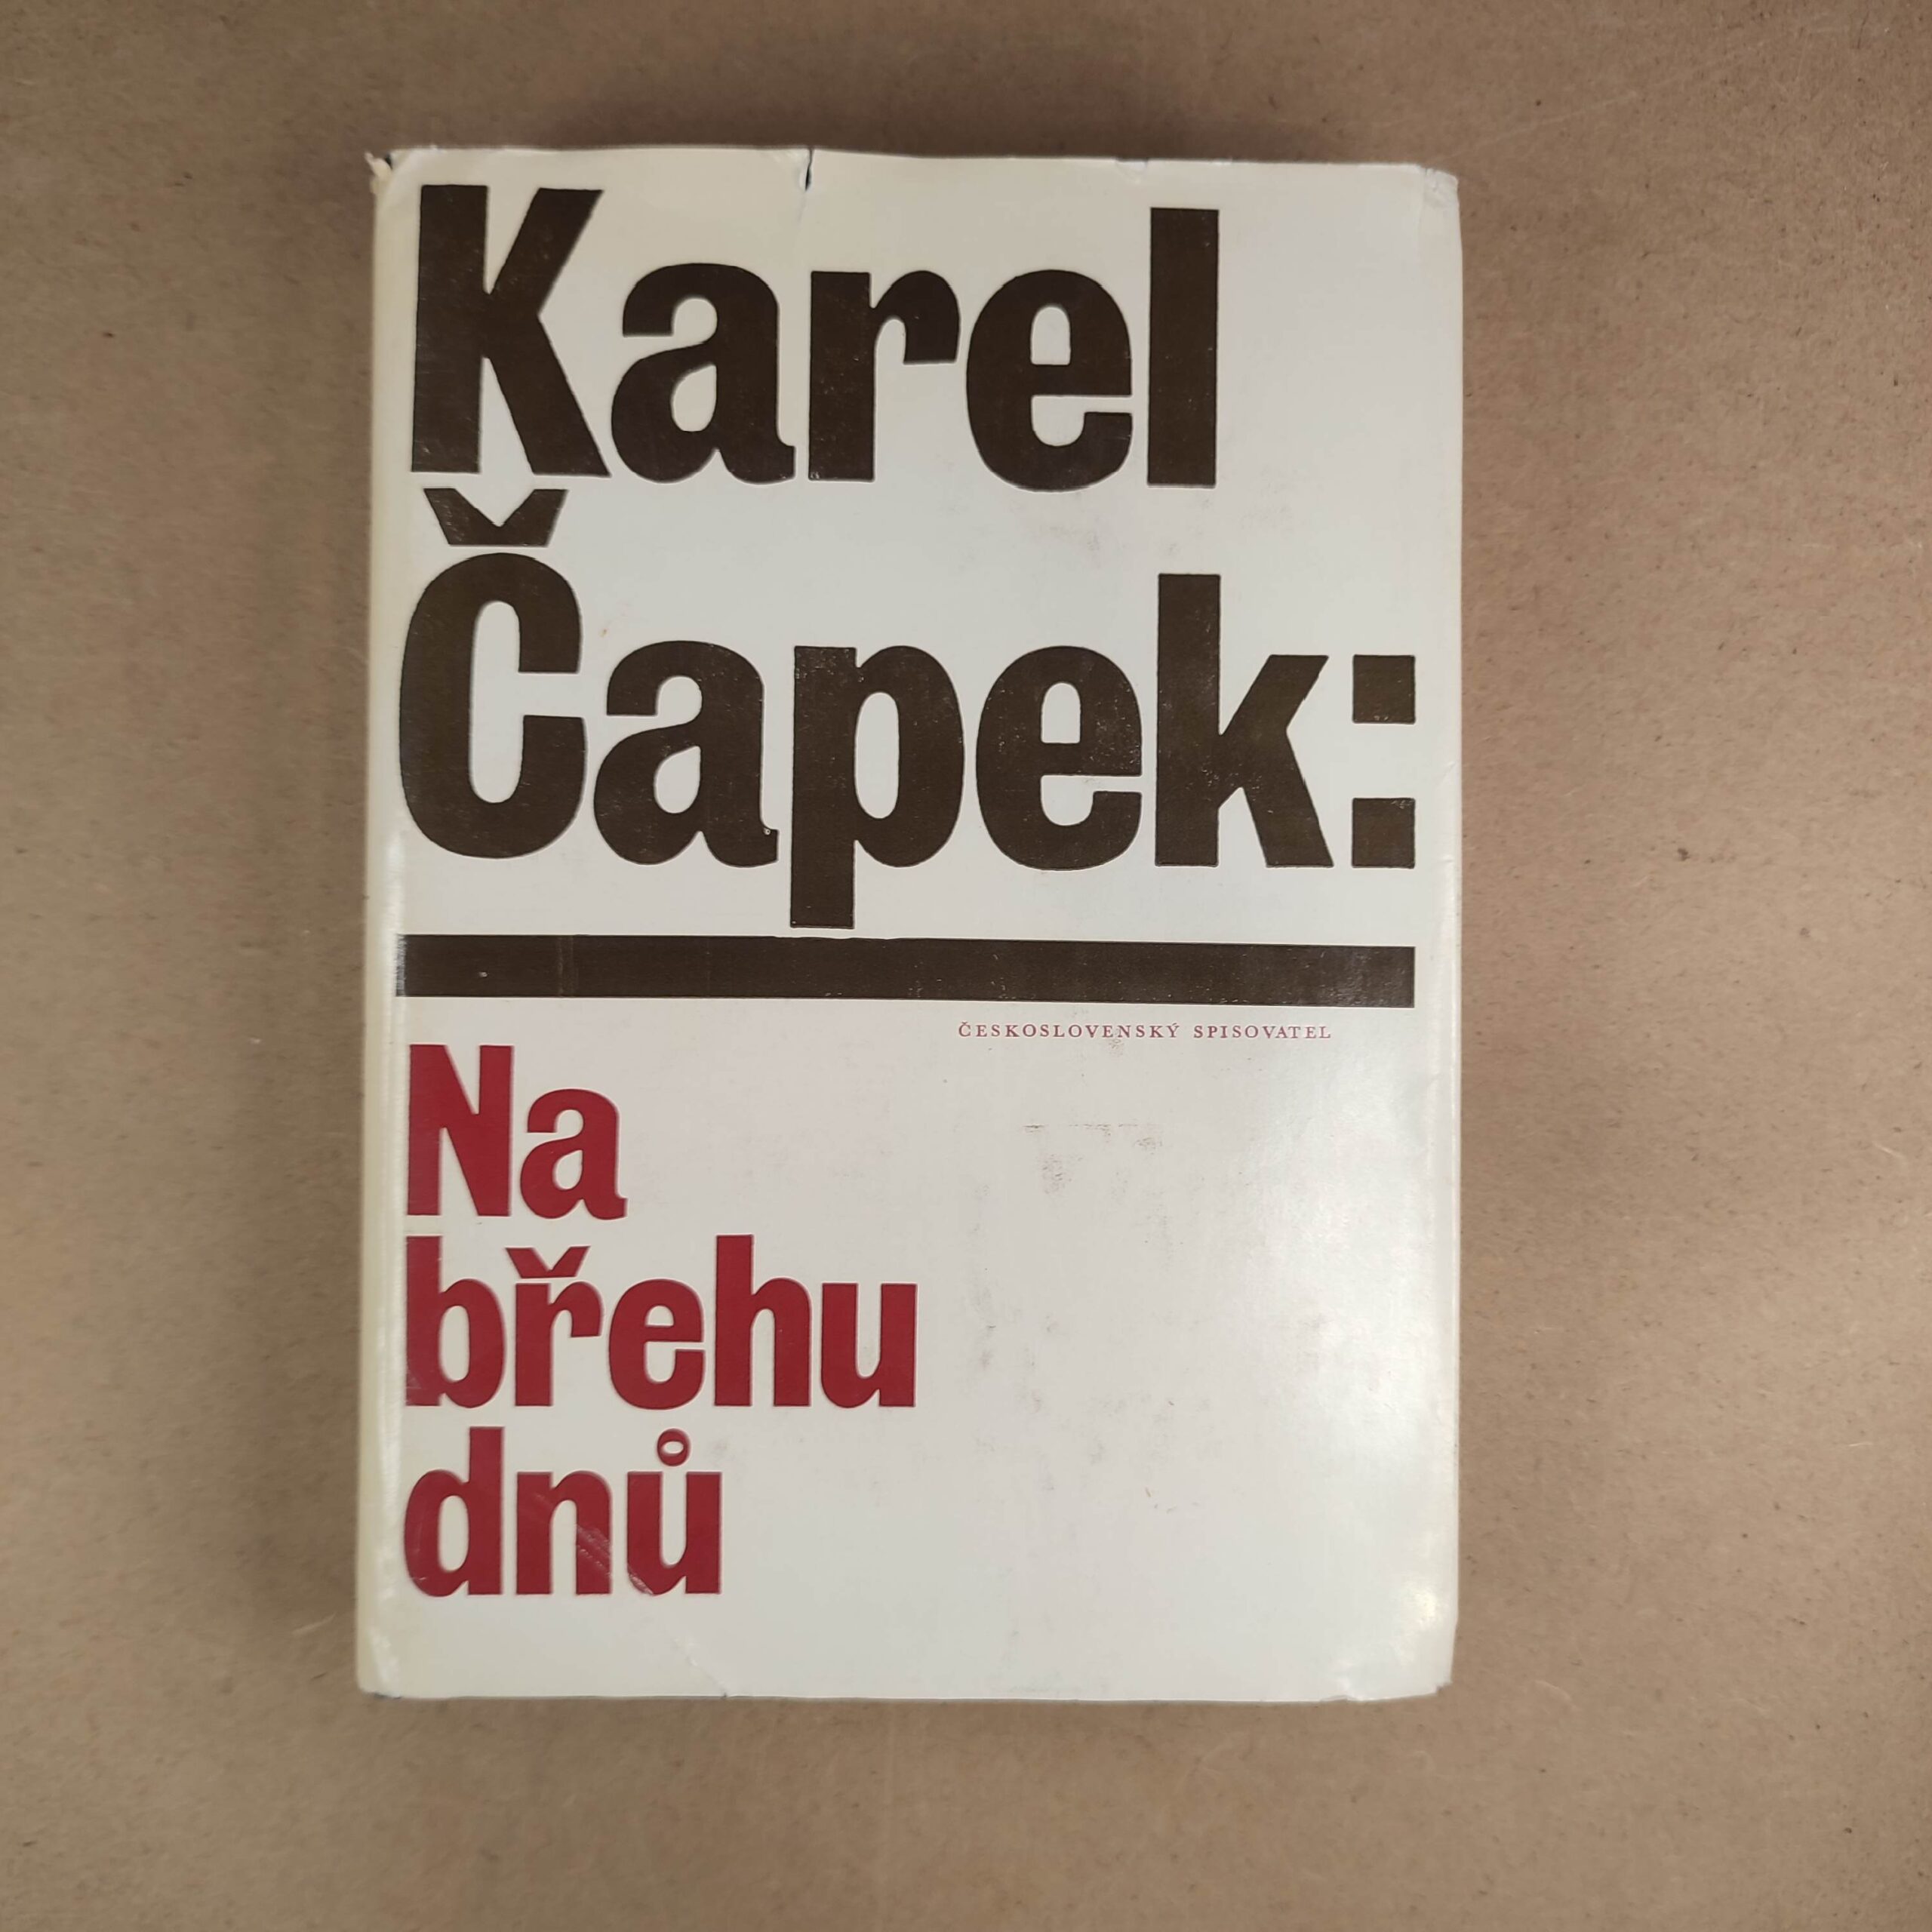 Karel
Čapek:
ČESKOSLOVENSKÝ SPISOVATEL
Na
břehu
dnů